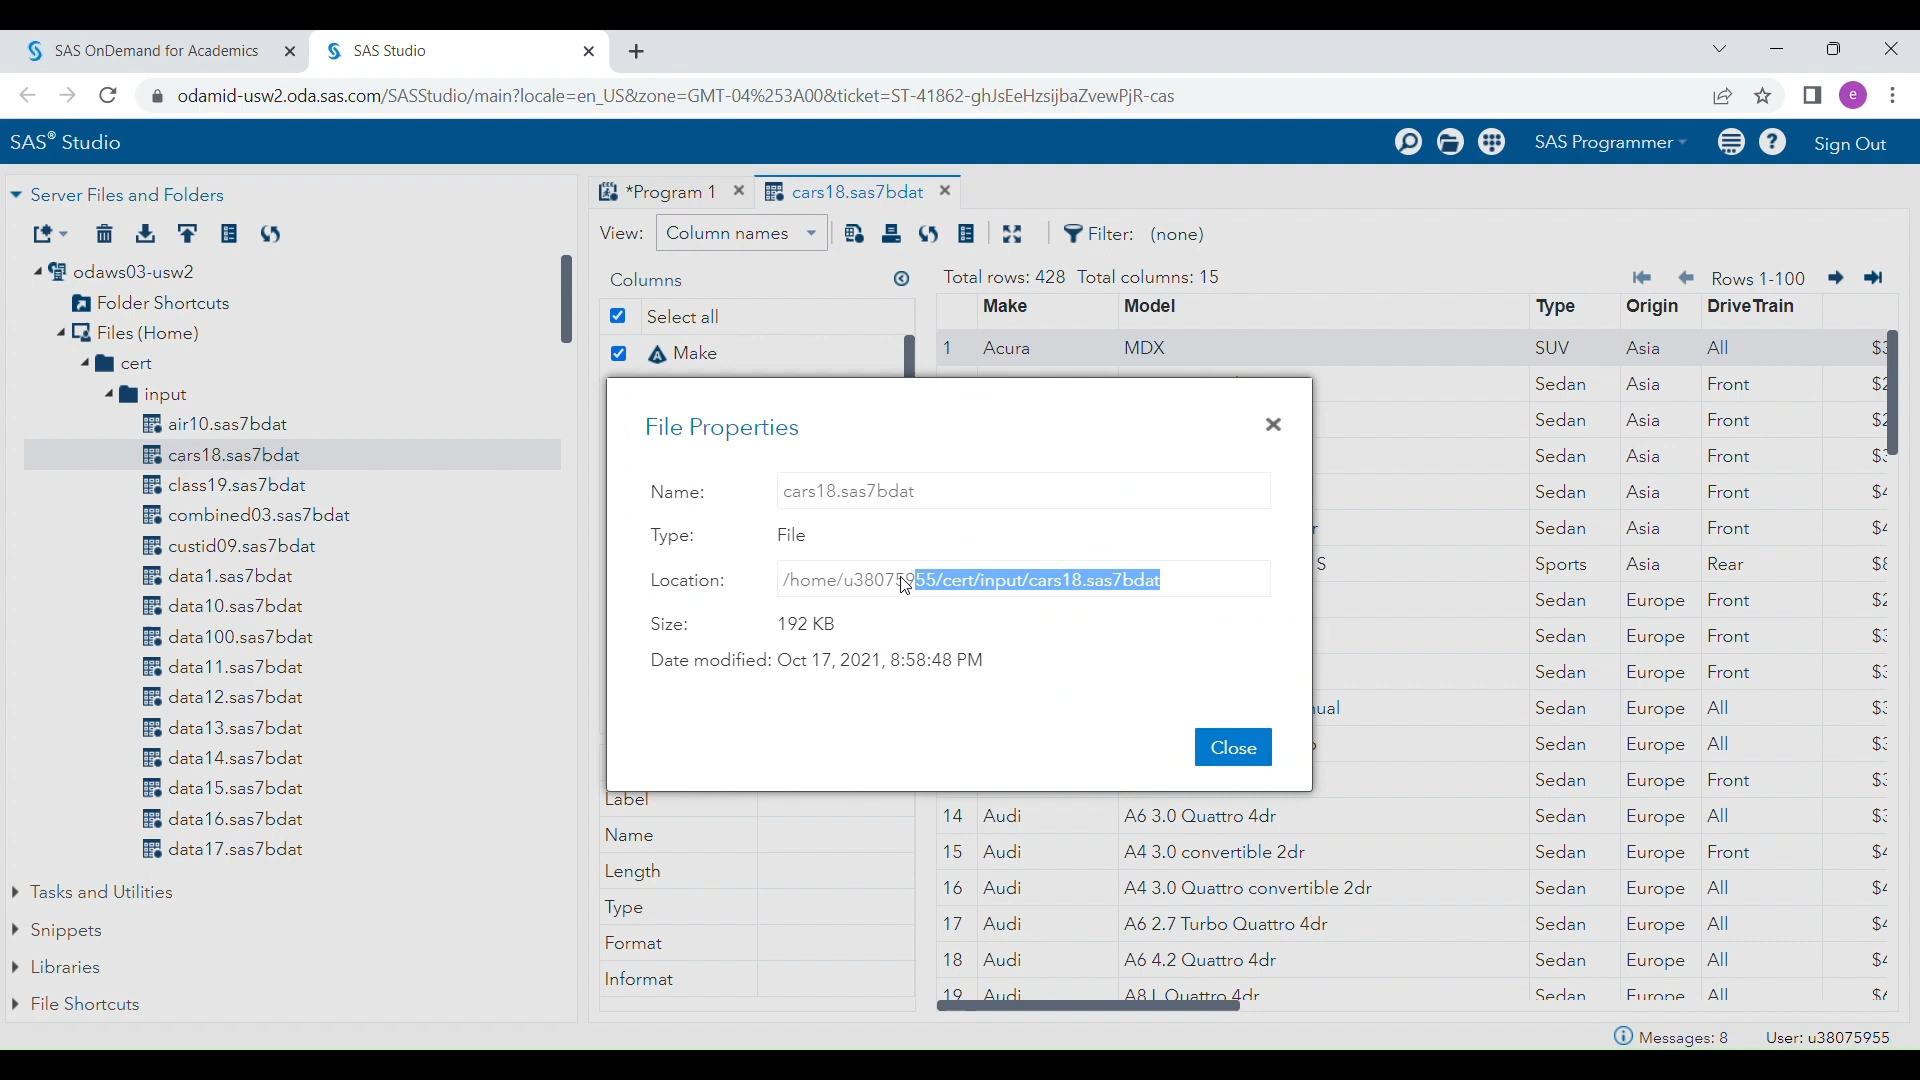 SAS OnDemand for Academics
SAS Studio
odamid-usw2.oda.sas.com/SASStudio/main?locale=en_US&zone=GMT-04%253A00&ticket=ST-41862-ghJsEeHzsijbaZvewPjR-cas
e
SAS® Studio
SAS Programmer
Sign Out
Server Files and Folders
odaws03-usw2
Folder Shortcuts
Files (Home)
cert
input
air10.sas7bdat
cars18.sas7bdat
class19.sas7bdat
combined03.sas7bdat
custid09.sas7bdat
data1.sas7bdat
data10.sas7bdat
data100.sas7bdat
data11.sas7bdat
data12.sas7bdat
data13.sas7bdat
data14.sas7bdat
data15.sas7bdat
data16.sas7bdat
data17.sas7bdat
Tasks and Utilities
Snippets
Libraries
File Shortcuts
*Program 1
cars18.sas7bdat
View: Column names
Filter: (none)
Columns
Select all
Make
Total rows: 428 Total columns: 15
Rows 1-100
Make Model Type Origin DriveTrain
1 Acura MDX SUV Asia All $3
Sedan Asia Front $2
Sedan Asia Front $2
Sedan Asia Front $3
Sedan Asia Front $4
r Sedan Asia Front $4
S Sports Asia Rear $8
Sedan Europe Front $2
Sedan Europe Front $3
Sedan Europe Front $3
ual Sedan Europe All $3
Sedan Europe All $3
Sedan Europe Front $3
14 Audi A6 3.0 Quattro 4dr Sedan Europe All $3
15 Audi A4 3.0 convertible 2dr Sedan Europe Front $4
16 Audi A4 3.0 Quattro convertible 2dr Sedan Europe All $4
17 Audi A6 2.7 Turbo Quattro 4dr Sedan Europe All $4
18 Audi A6 4.2 Quattro 4dr Sedan Europe All $4
19 Audi A8 L Quattro 4dr Sedan Europe All $6
File Properties
Name: cars18.sas7bdat
Type: File
Location: /home/u38075955/cert/input/cars18.sas7bdat
Size: 192 KB
Date modified: Oct 17, 2021, 8:58:48 PM
Close
Label
Name
Length
Type
Format
Informat
Messages: 8
User: u38075955